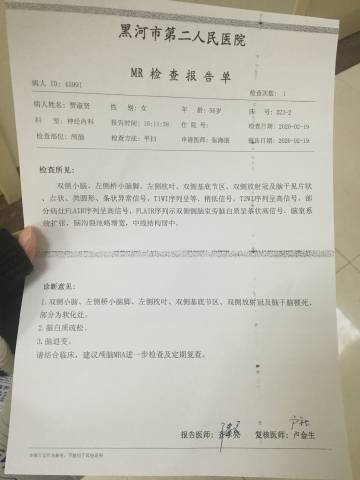 黑河市第二人民医院
MR 检查报告单
病人 ID: 43991 检查次数: 1
病人姓名:贾淑贤 性 别: 女 年 龄: 56岁 床 号: 323-2
科 室: 神经内科 报告时间: 10:11:38 住 院 号: 检查日期: 2020-02-19
检查部位: 颅脑 检查方法: 平扫 申请医师: 张海滨 报告日期: 2020-02-19
检查所见:
双侧小脑、左侧桥小脑脚、左侧枕叶、双侧基底节区、双侧放射冠及脑干见片状
、点状、类圆形、条状异常信号,T1WI序列呈等、稍低信号,T2WI序列呈高信号,部
分病灶FLAIR序列呈高信号,FLAIR序列示双侧侧脑室旁脑白质呈条状高信号,脑室系
统扩张,脑沟裂池略增宽,中线结构居中。
诊断意见:
1.双侧小脑、左侧桥小脑脚、左侧枕叶、双侧基底节区、双侧放射冠及脑干脑梗死,
部分为软化灶。
2.脑白质疏松。
3.脑退变。
请结合临床,建议颅脑MRA进一步检查及定期复查。
报告医师: 复核医师: 卢金生
本报告仅供作参考,不能用于其他证明